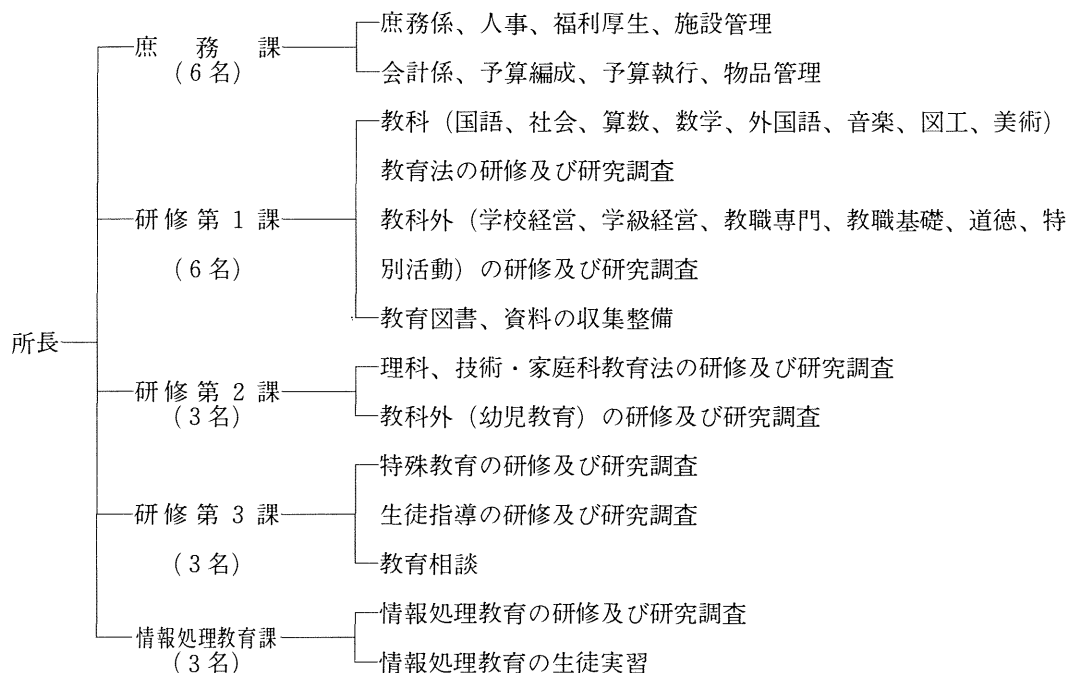 所長
庶務課
(6名)
庶務係、人事、福利厚生、施設管理
会計係、予算編成、予算執行、物品管理
研修第1課
(6名)
教科(国語、社会、算数、数学、外国語、音楽、図工、美術)
教育法の研修及び研究調査
教科外(学校経営、学級経営、教職専門、教職基礎、道徳、特
別活動)の研修及び研究調査
教育図書、資料の収集整備
研修第2課
(3名)
理科、技術・家庭科教育法の研修及び研究調査
教科外(幼児教育)の研修及び研究調査
研修第3課
(3名)
特殊教育の研修及び研究調査
生徒指導の研修及び研究調査
教育相談
情報処理教育課
(3名)
情報処理教育の研修及び研究調査
情報処理教育の生徒実習